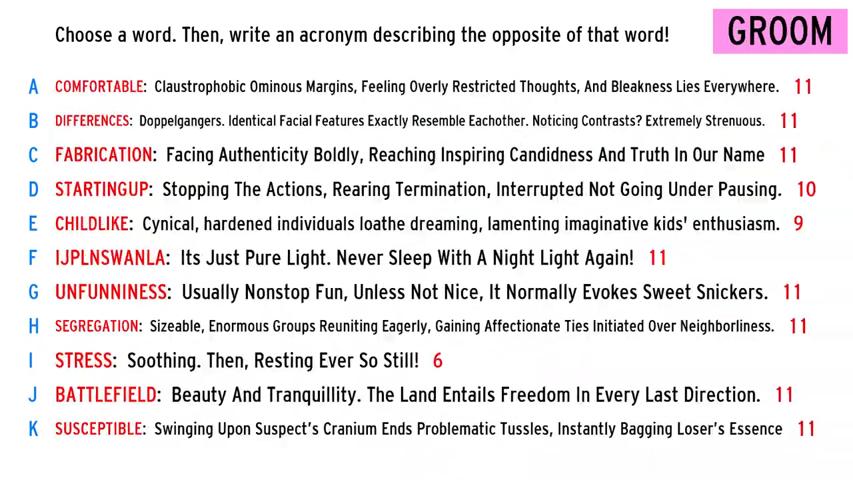 Choose a word. Then, write an acronym describing the opposite of that word!
GROOM
A COMFORTABLE: Claustrophobic Ominous Margins, Feeling Overly Restricted Thoughts, And Bleakness Lies Everywhere. 11
B DIFFERENCES: Doppelgangers. Identical Facial Features Exactly Resemble Eachother. Noticing Contrasts? Extremely Strenuous. 11
C FABRICATION: Facing Authenticity Boldly, Reaching Inspiring Candidness And Truth In Our Name 11
D STARTINGUP: Stopping The Actions, Rearing Termination, Interrupted Not Going Under Pausing. 10
E CHILDLIKE: Cynical, hardened individuals loathe dreaming, lamenting imaginative kids' enthusiasm. 9
F IJPLNSWANLA: Its Just Pure Light. Never Sleep With A Night Light Again! 11
G UNFUNNINESS: Usually Nonstop Fun, Unless Not Nice, It Normally Evokes Sweet Snickers. 11
H SEGREGATION: Sizeable, Enormous Groups Reuniting Eagerly, Gaining Affectionate Ties Initiated Over Neighborliness. 11
I STRESS: Soothing. Then, Resting Ever So Still! 6
J BATTLEFIELD: Beauty And Tranquillity. The Land Entails Freedom In Every Last Direction. 11
K SUSCEPTIBLE: Swinging Upon Suspect's Cranium Ends Problematic Tussles, Instantly Bagging Loser's Essence 11